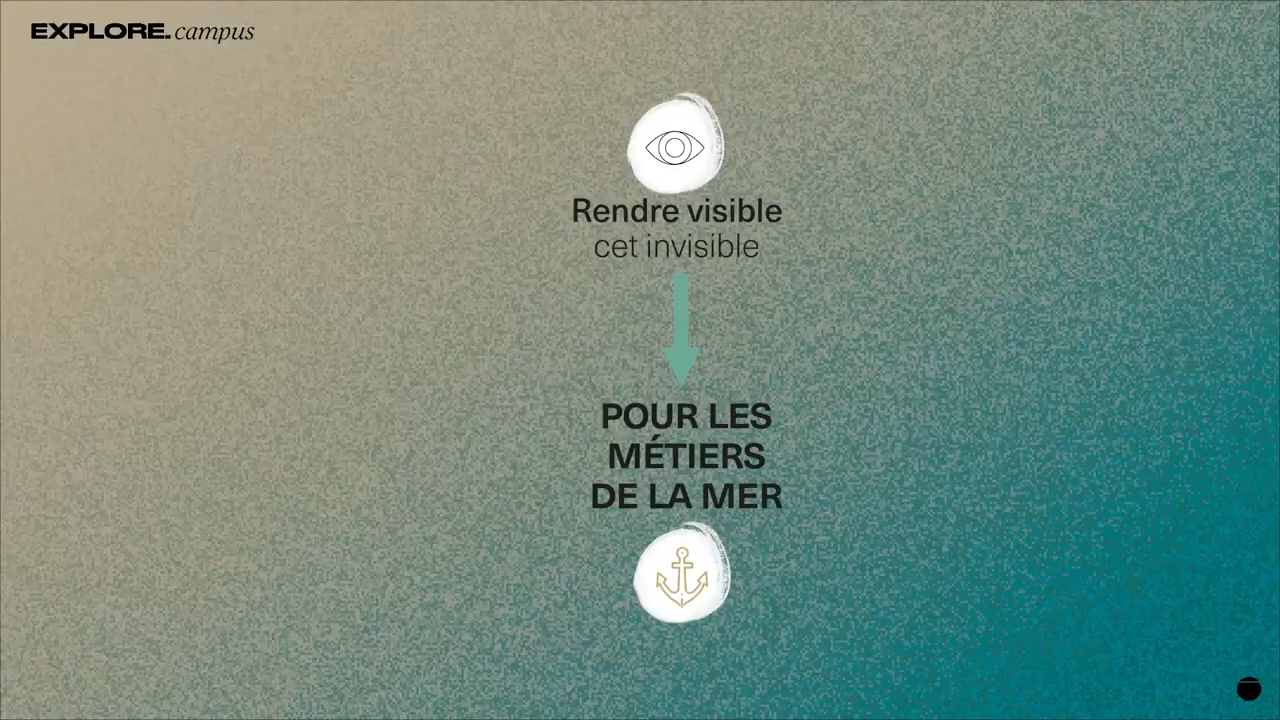 EXPLORE. campus
Rendre visible
cet invisible
POUR LES
MÉTIERS
DE LA MER